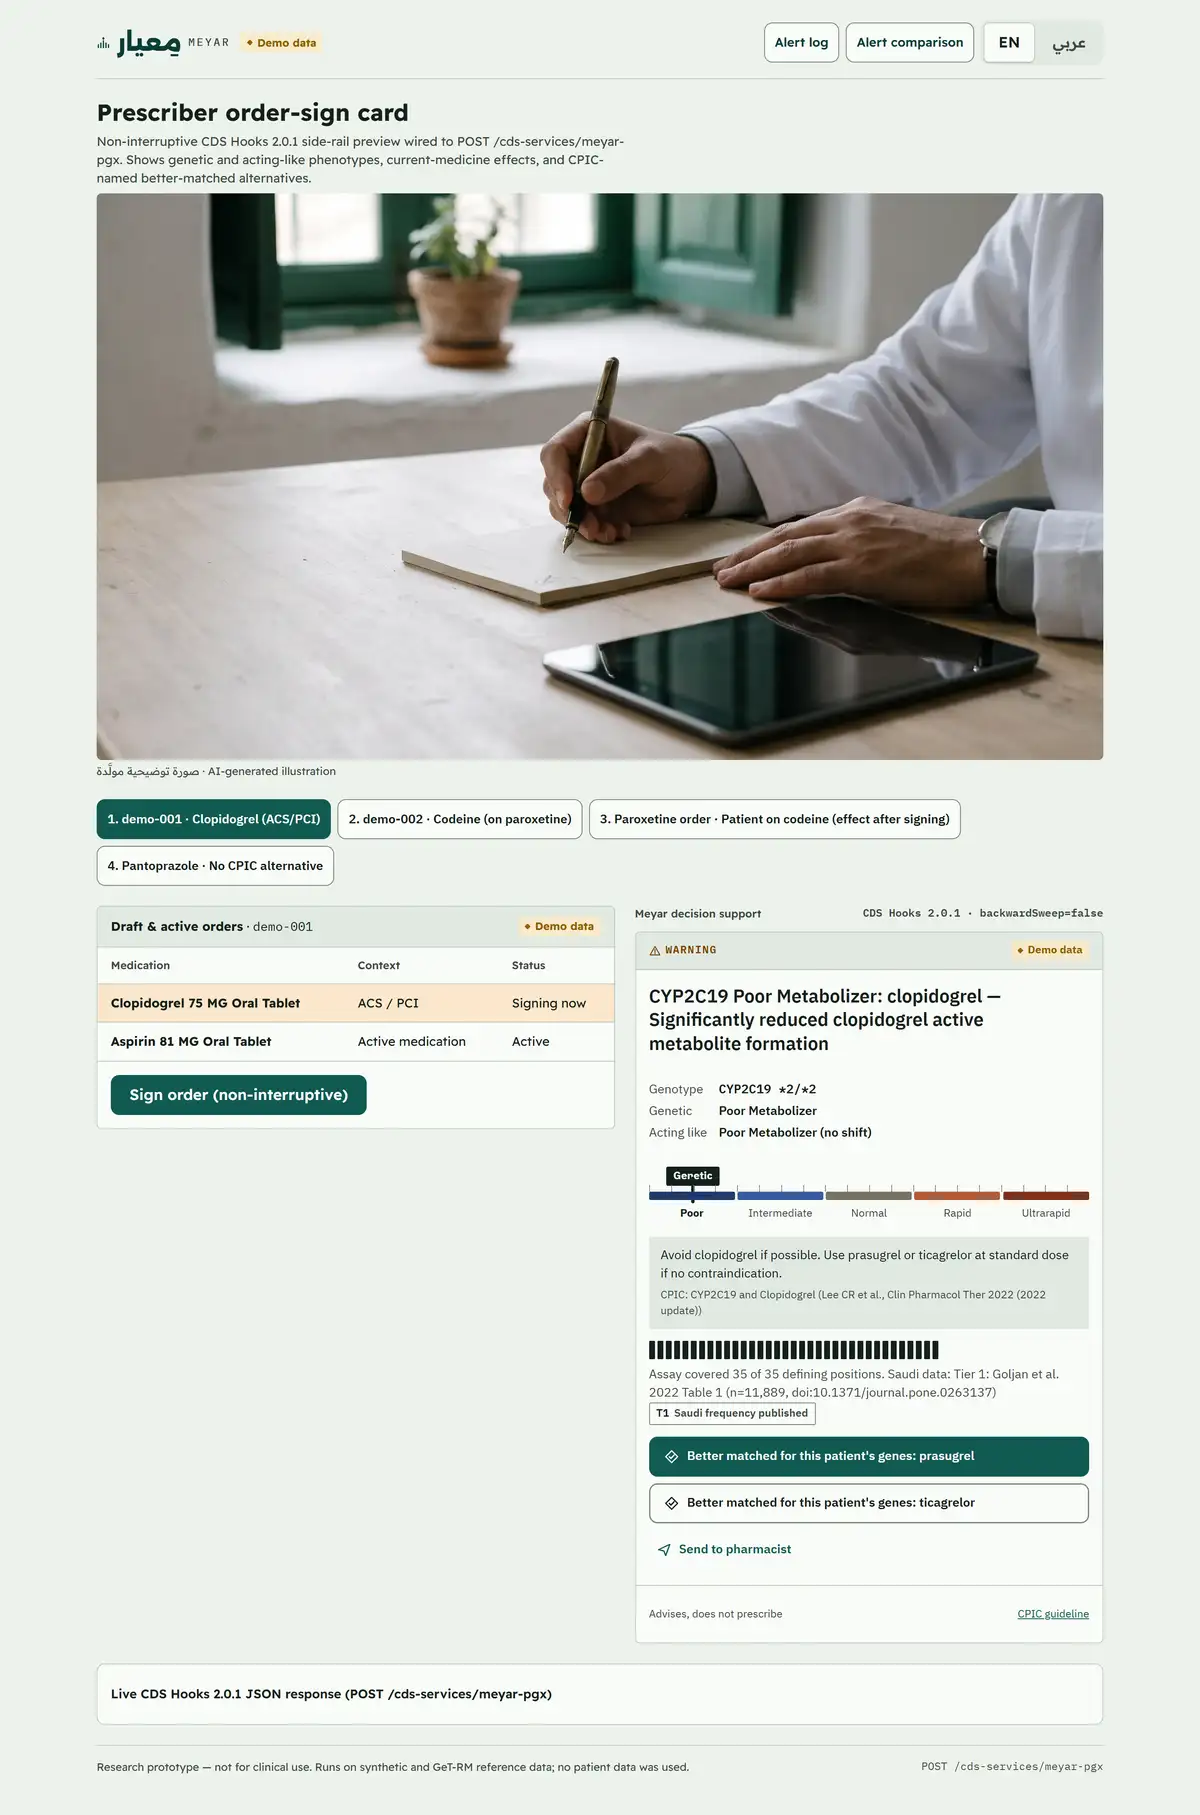 مِعيار MEYAR Demo data
Alert log Alert comparison EN عربي
Prescriber order-sign card
Non-interruptive CDS Hooks 2.0.1 side-rail preview wired to POST /cds-services/meyar-
pgx. Shows genetic and acting-like phenotypes, current-medicine effects, and CPIC-
named better-matched alternatives.
صورة توضيحية مولَّدة · AI-generated illustration
1. demo-001 · Clopidogrel (ACS/PCI)
2. demo-002 · Codeine (on paroxetine)
3. Paroxetine order · Patient on codeine (effect after signing)
4. Pantoprazole · No CPIC alternative
Draft & active orders · demo-001 Demo data
Medication Context Status
Clopidogrel 75 MG Oral Tablet ACS / PCI Signing now
Aspirin 81 MG Oral Tablet Active medication Active
Sign order (non-interruptive)
Meyar decision support CDS Hooks 2.0.1 · backwardSweep=false
WARNING Demo data
CYP2C19 Poor Metabolizer: clopidogrel —
Significantly reduced clopidogrel active
metabolite formation
Genotype CYP2C19 *2/*2
Genetic Poor Metabolizer
Acting like Poor Metabolizer (no shift)
Genetic
Poor Intermediate Normal Rapid Ultrarapid
Avoid clopidogrel if possible. Use prasugrel or ticagrelor at standard dose
if no contraindication.
CPIC: CYP2C19 and Clopidogrel (Lee CR et al., Clin Pharmacol Ther 2022 (2022
update))
Assay covered 35 of 35 defining positions. Saudi data: Tier 1: Goljan et al.
2022 Table 1 (n=11,889, doi:10.1371/journal.pone.0263137)
T1 Saudi frequency published
Better matched for this patient's genes: prasugrel
Better matched for this patient's genes: ticagrelor
Send to pharmacist
Advises, does not prescribe CPIC guideline
Live CDS Hooks 2.0.1 JSON response (POST /cds-services/meyar-pgx)
Research prototype — not for clinical use. Runs on synthetic and GeT-RM reference data; no patient data was used. POST /cds-services/meyar-pgx